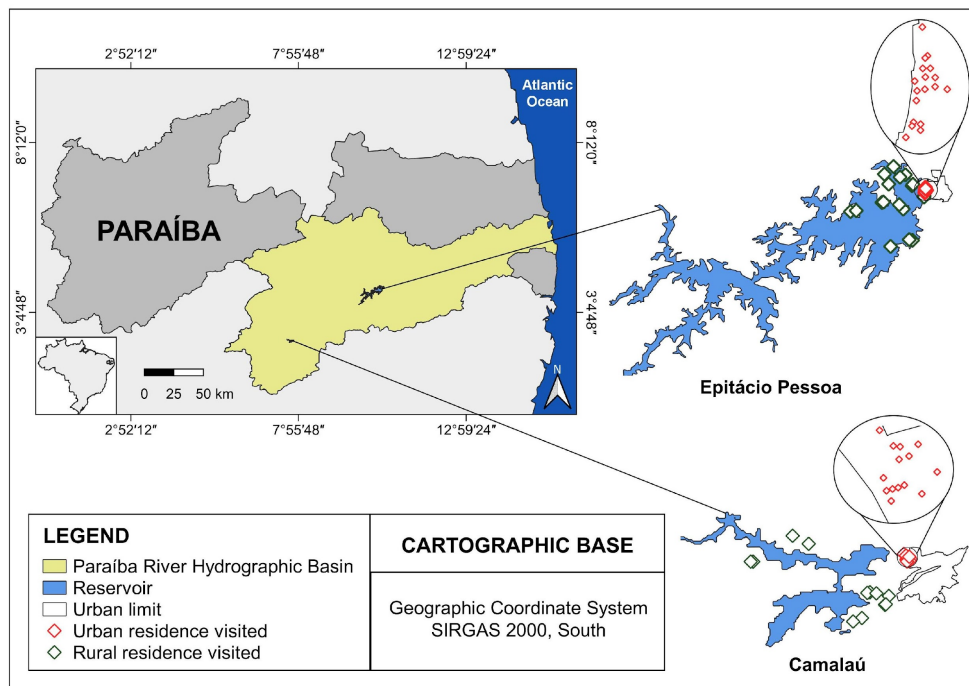 2°52'12" 7°55'48" 12°59'24"
Atlantic
Ocean
8°12'0"
8°12'0"
PARAÍBA
3°4'48"
3°4'48"
N
0 25 50 km
2°52'12" 7°55'48" 12°59'24"
Epitácio Pessoa
Camalaú
LEGEND
Paraíba River Hydrographic Basin
Reservoir
Urban limit
Urban residence visited
Rural residence visited
CARTOGRAPHIC BASE
Geographic Coordinate System
SIRGAS 2000, South